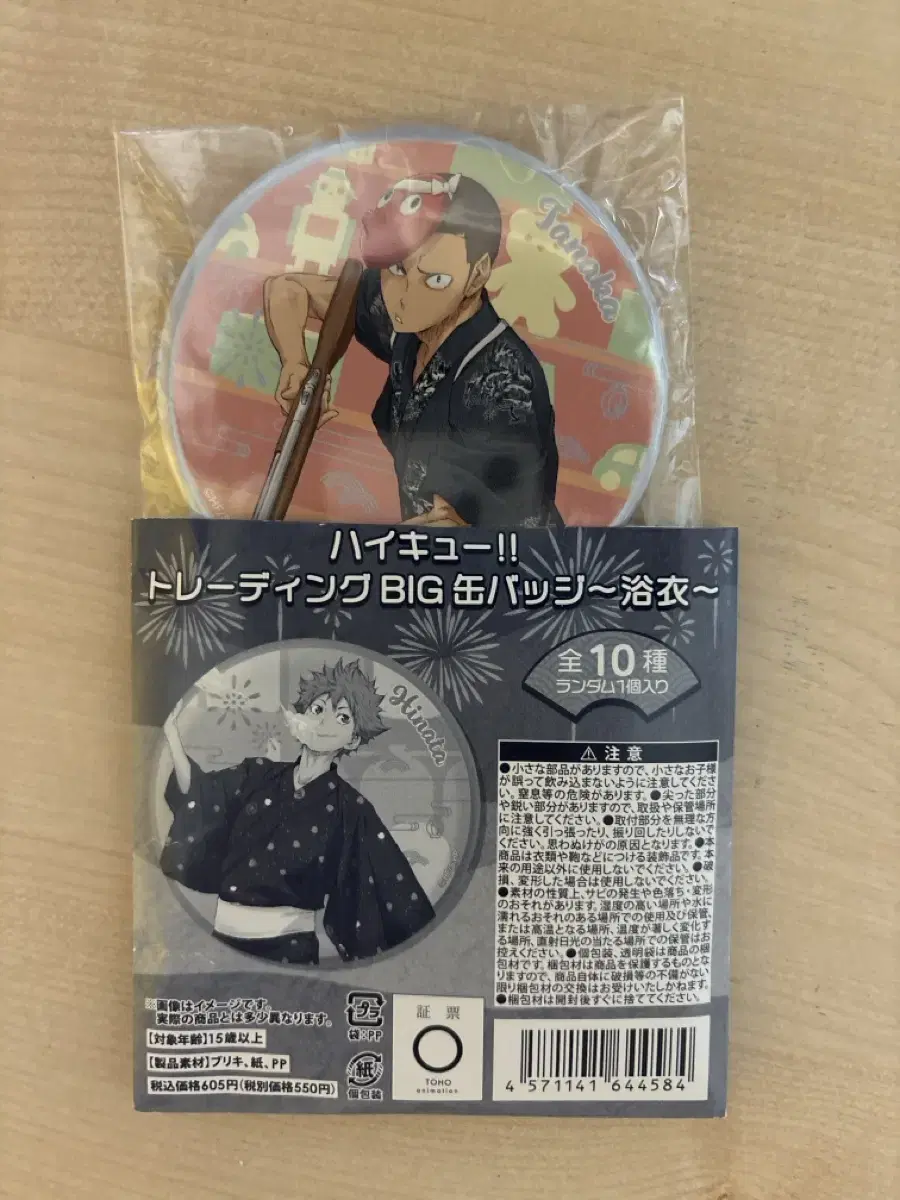 Tanaka
ハイキュー!!
トレーディングBIG缶バッジ～浴衣～
全10種
ランダム1個入り
Hinata
⚠注意
●小さな部品がありますので、小さなお子様
が誤って飲み込まないように注意してくださ
い。窒息等の危険があります。●尖った部分
や鋭い部分がありますので、取扱や保管場所
に注意してください。●取付部分を無理な方
向に強く引っ張ったり、振り回したりしないで
ください。思わぬけがの原因となります。●本
商品は衣類や鞄などにつける装飾品です。本
来の用途以外に使用しないでください。●破
損、変形した場合は使用しないでください。
●素材の性質上、サビの発生や色落ち・変形
のおそれがあります。湿度の高い場所や水に
濡れるおそれのある場所での使用及び保管、
または高温となる場所、温度が著しく変化す
る場所、直射日光の当たる場所での保管はお
控えください。●個包装、透明袋は商品の梱
包材です。梱包材は商品を保護するものとな
りますので、商品自体に破損等の不備がない
限り梱包材の交換はお受けいたしかねます。
●梱包材は開封後すぐに捨ててください。
※画像はイメージです。
実際の商品とは多少異なります。
【対象年齢】15歳以上
【製品素材】ブリキ、紙、PP
税込価格605円(税別価格550円)
プラ
袋:PP
紙
個包装
証票
TOHO
animation
4 571141 644584